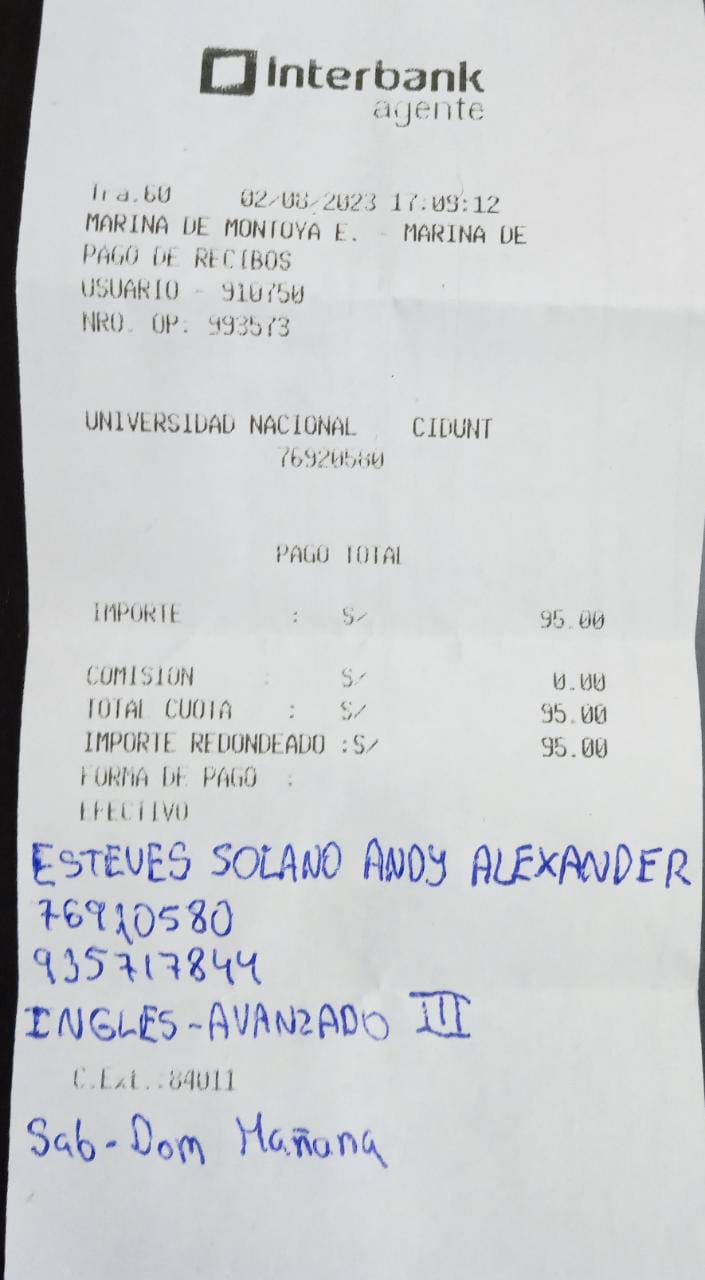 Interbank
agente
Tra.60 02/08/2023 17:09:12
MARINA DE MONTOYA E. - MARINA DE
PAGO DE RECIBOS
USUARIO - 910750
NRO. OP: 993573
UNIVERSIDAD NACIONAL CIDUNT
76920580
PAGO TOTAL
IMPORTE : S/ 95.00
COMISION : S/ 0.00
TOTAL CUOTA : S/ 95.00
IMPORTE REDONDEADO :S/ 95.00
FORMA DE PAGO :
EFECTIVO
ESTEVES SOLANO ANDY ALEXANDER
76920580
935717844
INGLES-AVANZADO III
C.Ext.:84011
Sab-Dom Mañana